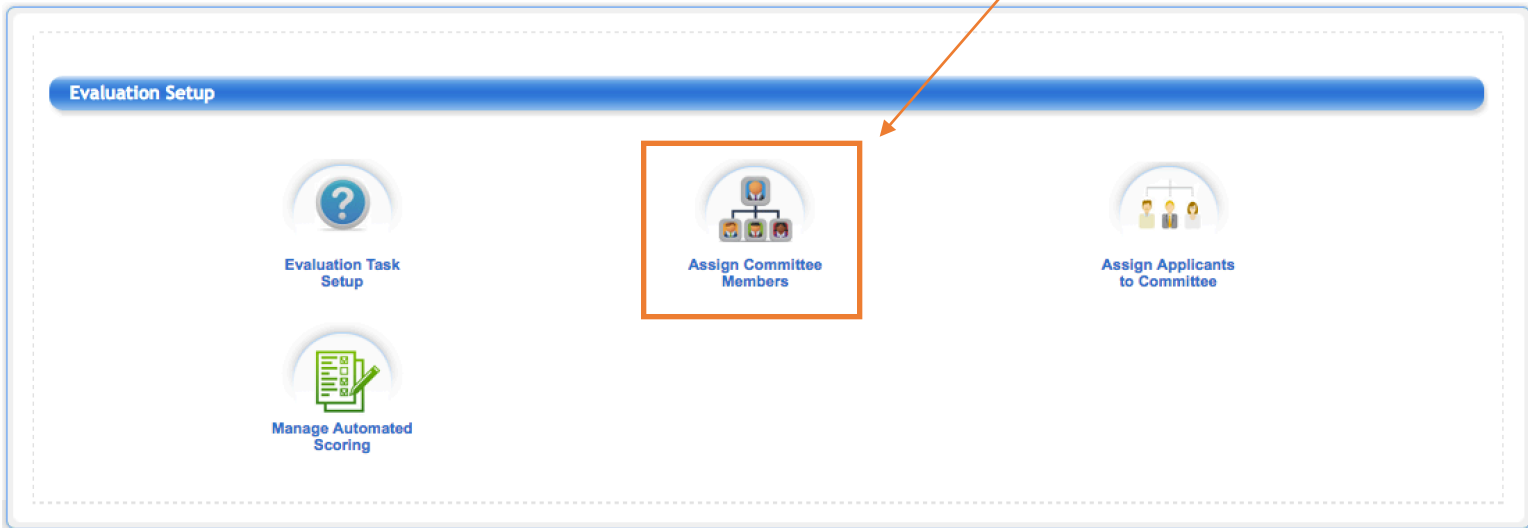 Evaluation Setup
Evaluation Task
Setup
Assign Committee
Members
Assign Applicants
to Committee
Manage Automated
Scoring